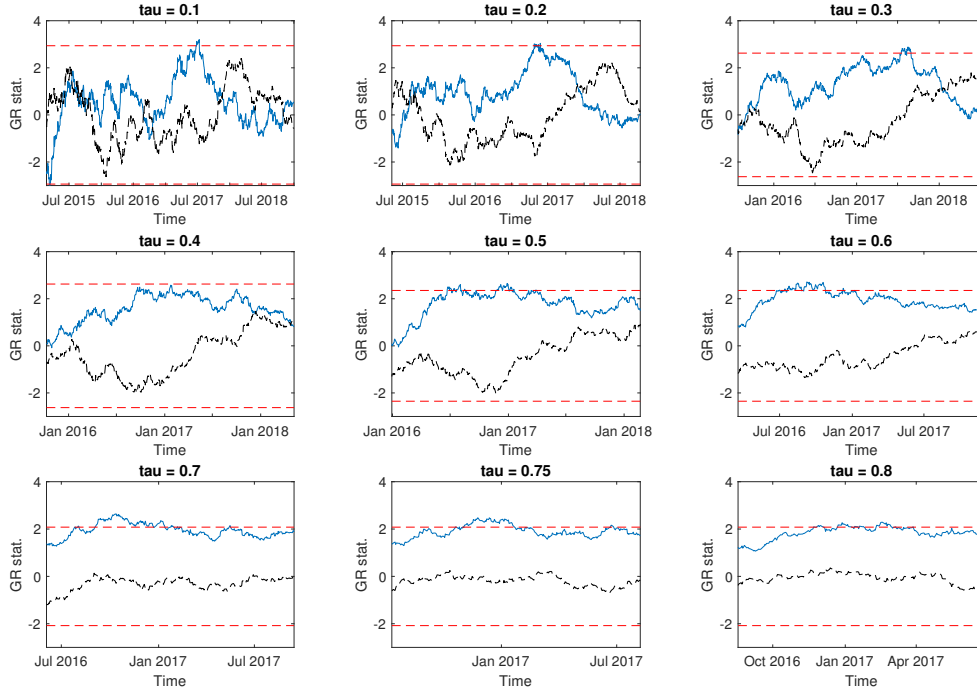 tau = 0.1
tau = 0.2
tau = 0.3
4
2
0
-2
GR stat.
Jul 2015 Jul 2016 Jul 2017 Jul 2018
Time
4
2
0
-2
GR stat.
Jul 2015 Jul 2016 Jul 2017 Jul 2018
Time
4
2
0
-2
GR stat.
Jan 2016 Jan 2017 Jan 2018
Time
tau = 0.4
tau = 0.5
tau = 0.6
4
2
0
-2
GR stat.
Jan 2016 Jan 2017 Jan 2018
Time
4
2
0
-2
GR stat.
Jan 2016 Jan 2017 Jan 2018
Time
4
2
0
-2
GR stat.
Jul 2016 Jan 2017 Jul 2017
Time
tau = 0.7
tau = 0.75
tau = 0.8
4
2
0
-2
GR stat.
Jul 2016 Jan 2017 Jul 2017
Time
4
2
0
-2
GR stat.
Jan 2017 Jul 2017
Time
4
2
0
-2
GR stat.
Oct 2016 Jan 2017 Apr 2017
Time